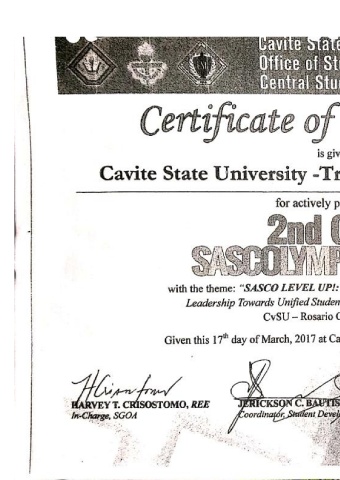 Cavite State
Office of St
Central Stu
Certificate of
is giv
Cavite State University -Tr
for actively p
2nd
SASCOLYMP
with the theme: "SASCO LEVEL UP!:
Leadership Towards Unified Studen
CvSU – Rosario C
Given this 17th day of March, 2017 at Ca
HARVEY T. CRISOSTOMO, REE
JERICKSON C. BAUTIS
In-Charge, SGOA
Coordinator, Student Devel